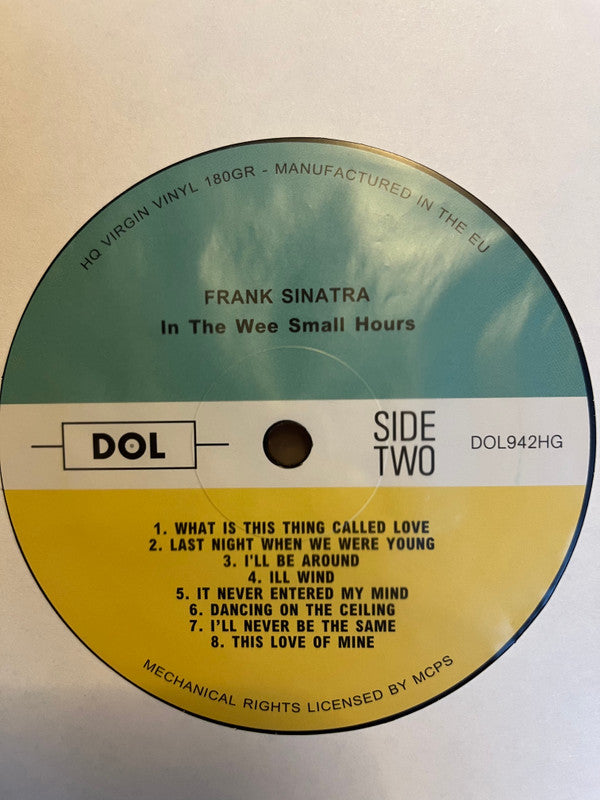 HQ VIRGIN VINYL 180GR - MANUFACTURED IN THE EU
FRANK SINATRA
In The Wee Small Hours
DOL
SIDE
TWO
DOL942HG
1. WHAT IS THIS THING CALLED LOVE
2. LAST NIGHT WHEN WE WERE YOUNG
3. I'LL BE AROUND
4. ILL WIND
5. IT NEVER ENTERED MY MIND
6. DANCING ON THE CEILING
7. I'LL NEVER BE THE SAME
8. THIS LOVE OF MINE
MECHANICAL RIGHTS LICENSED BY MCPS